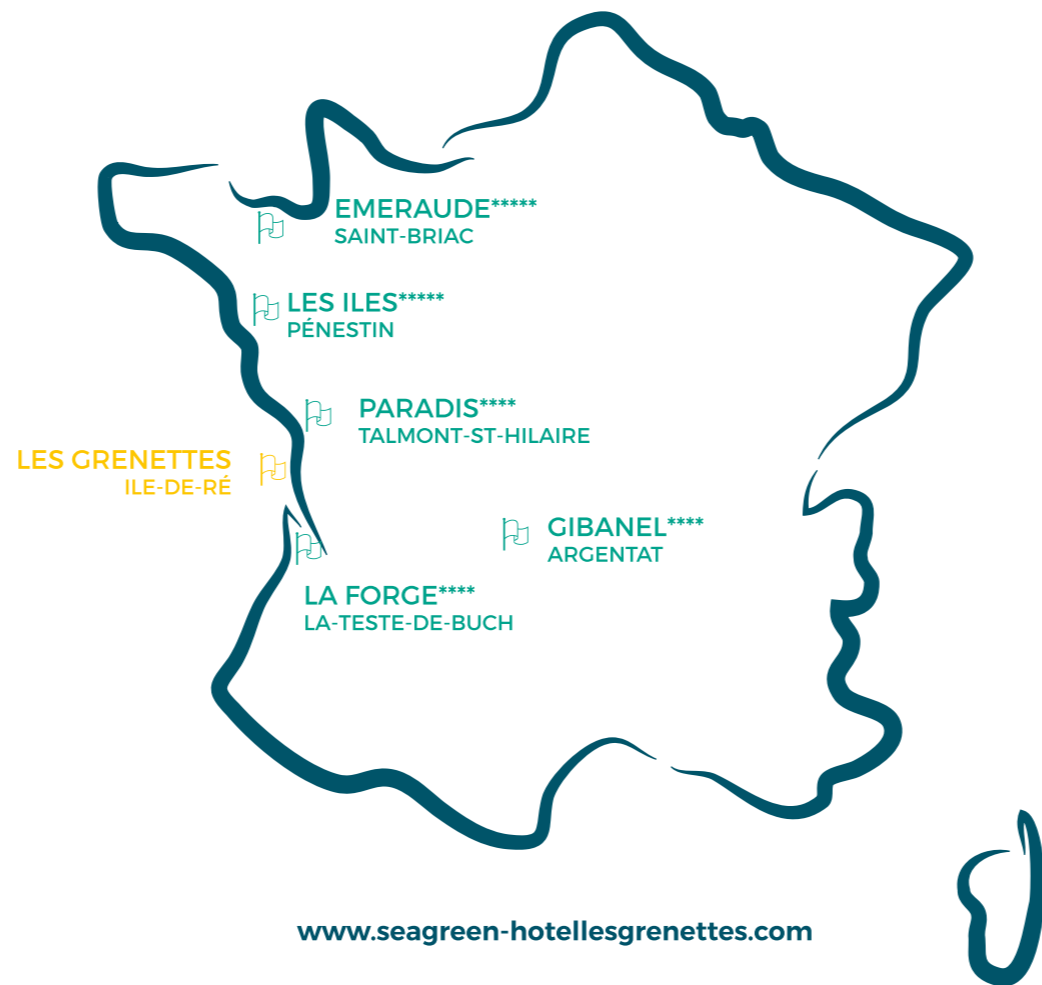 EMERAUDE*****
SAINT-BRIAC
LES ILES*****
PÉNESTIN
PARADIS****
TALMONT-ST-HILAIRE
LES GRENETTES
ILE-DE-RÉ
GIBANEL****
ARGENTAT
LA FORGE****
LA-TESTE-DE-BUCH
www.seagreen-hotellesgrenettes.com